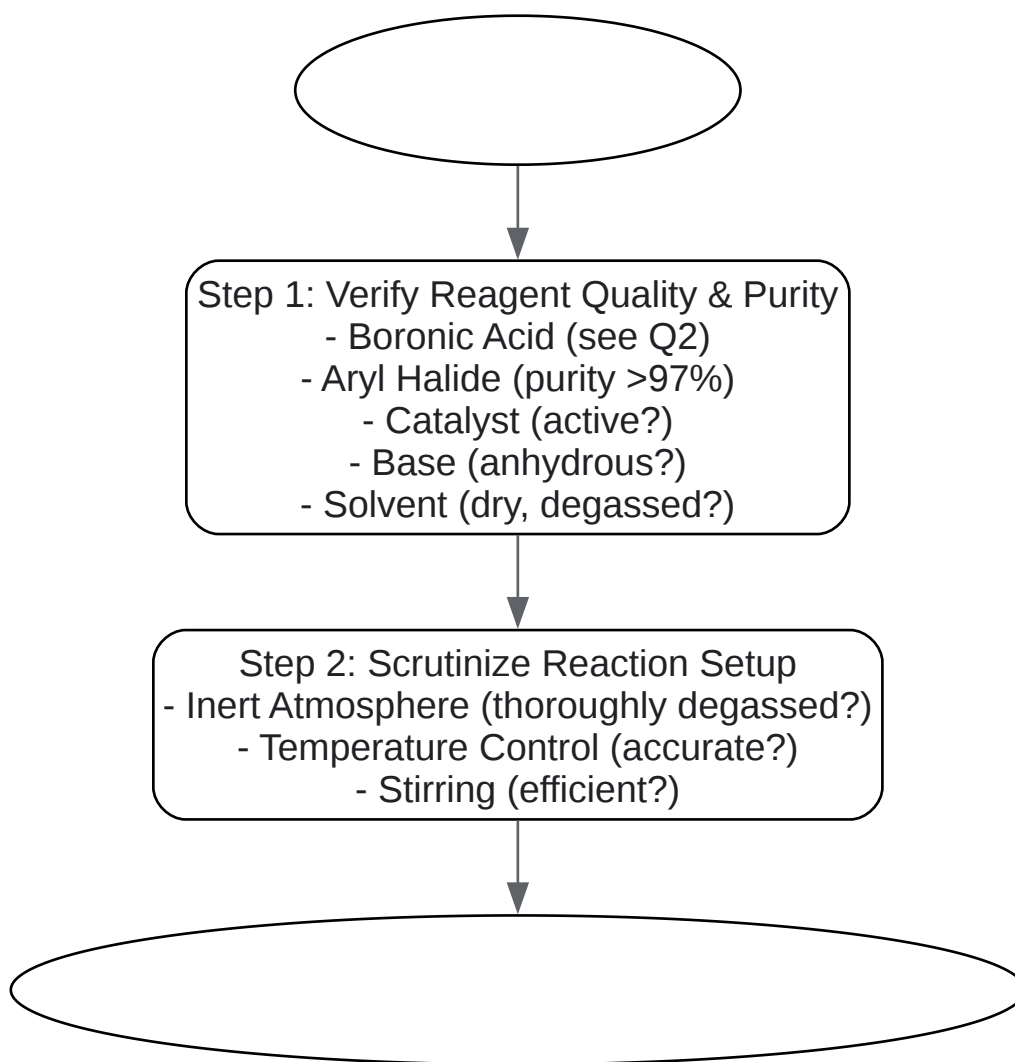 Step 1: Verify Reagent Quality & Purity
- Boronic Acid (see Q2)
- Aryl Halide (purity >97%)
- Catalyst (active?)
- Base (anhydrous?)
- Solvent (dry, degassed?)
Step 2: Scrutinize Reaction Setup
- Inert Atmosphere (thoroughly degassed?)
- Temperature Control (accurate?)
- Stirring (efficient?)